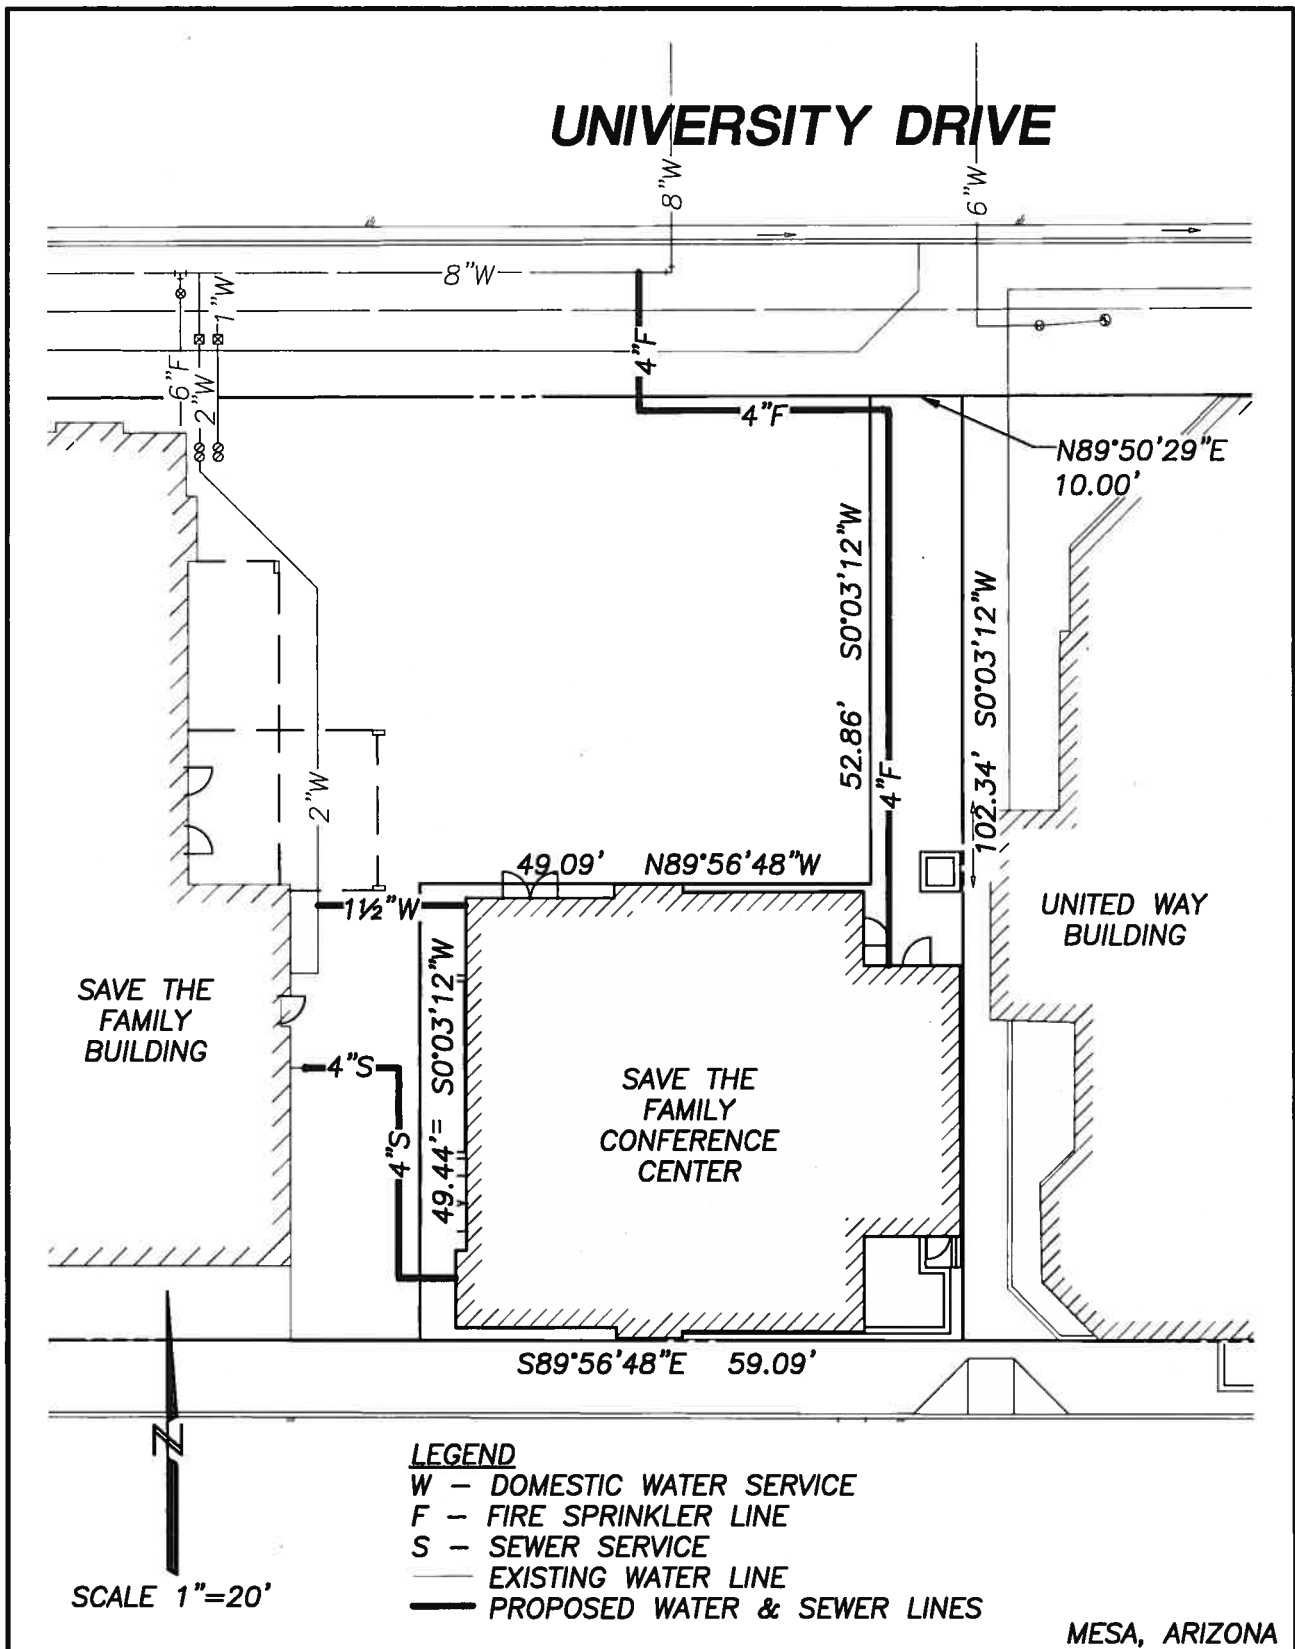 UNIVERSITY DRIVE
8"W
6"W
8"W
1"W
6"F
2"W
4"F
4"F
N89°50'29"E
10.00'
52.86' S0°03'12"W
102.34' S0°03'12"W
4"F
2"W
49.09' N89°56'48"W
1½"W
UNITED WAY
BUILDING
SAVE THE
FAMILY
BUILDING
49.44'= S0°03'12"W
4"S
4"S
SAVE THE
FAMILY
CONFERENCE
CENTER
S89°56'48"E 59.09'
N
SCALE 1"=20'
LEGEND
W – DOMESTIC WATER SERVICE
F – FIRE SPRINKLER LINE
S – SEWER SERVICE
EXISTING WATER LINE
PROPOSED WATER & SEWER LINES
MESA, ARIZONA